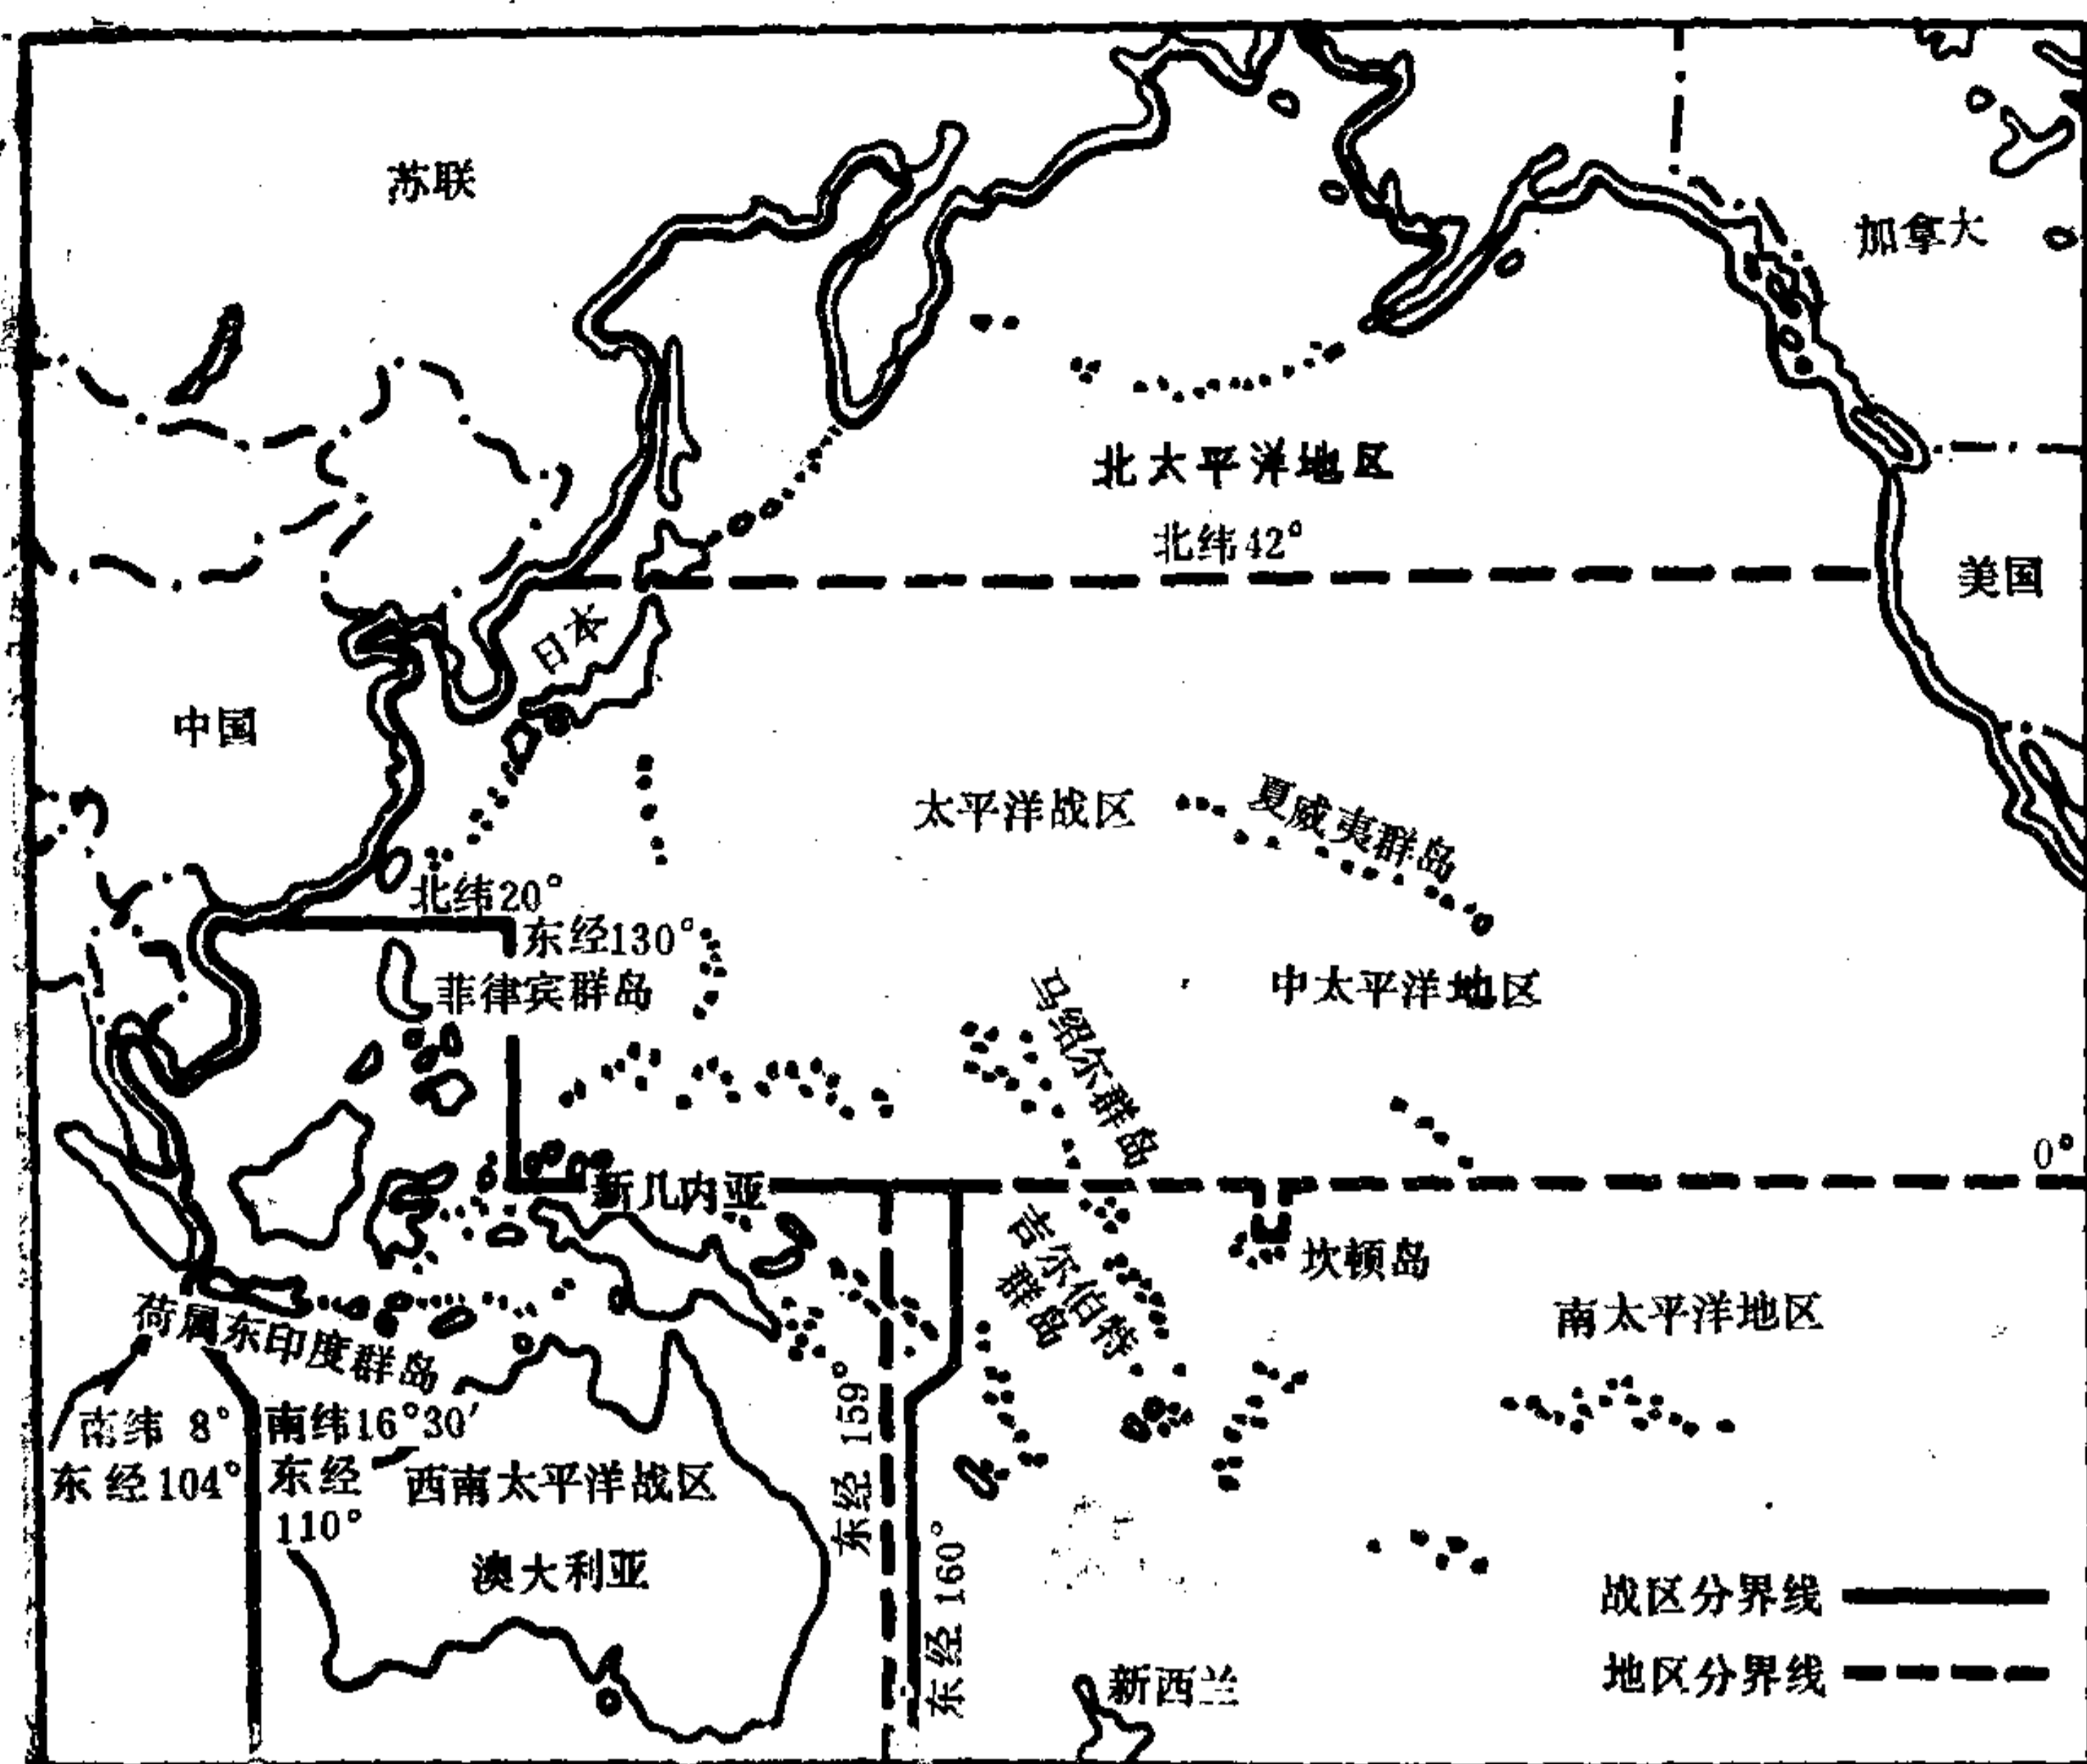 苏联
加拿大
北太平洋地区
北纬42°
美国
日本
中国
太平洋战区
夏威夷群岛
北纬20°
东经130°
菲律宾群岛
中太平洋地区
马绍尔群岛
0°
新几内亚
吉尔伯特
群岛
坎顿岛
南太平洋地区
荷属东印度群岛
南纬 8°
东经104°
南纬16°30′
东经
110°
西南太平洋战区
东经 159°
澳大利亚
东经 160°
战区分界线
地区分界线
新西兰